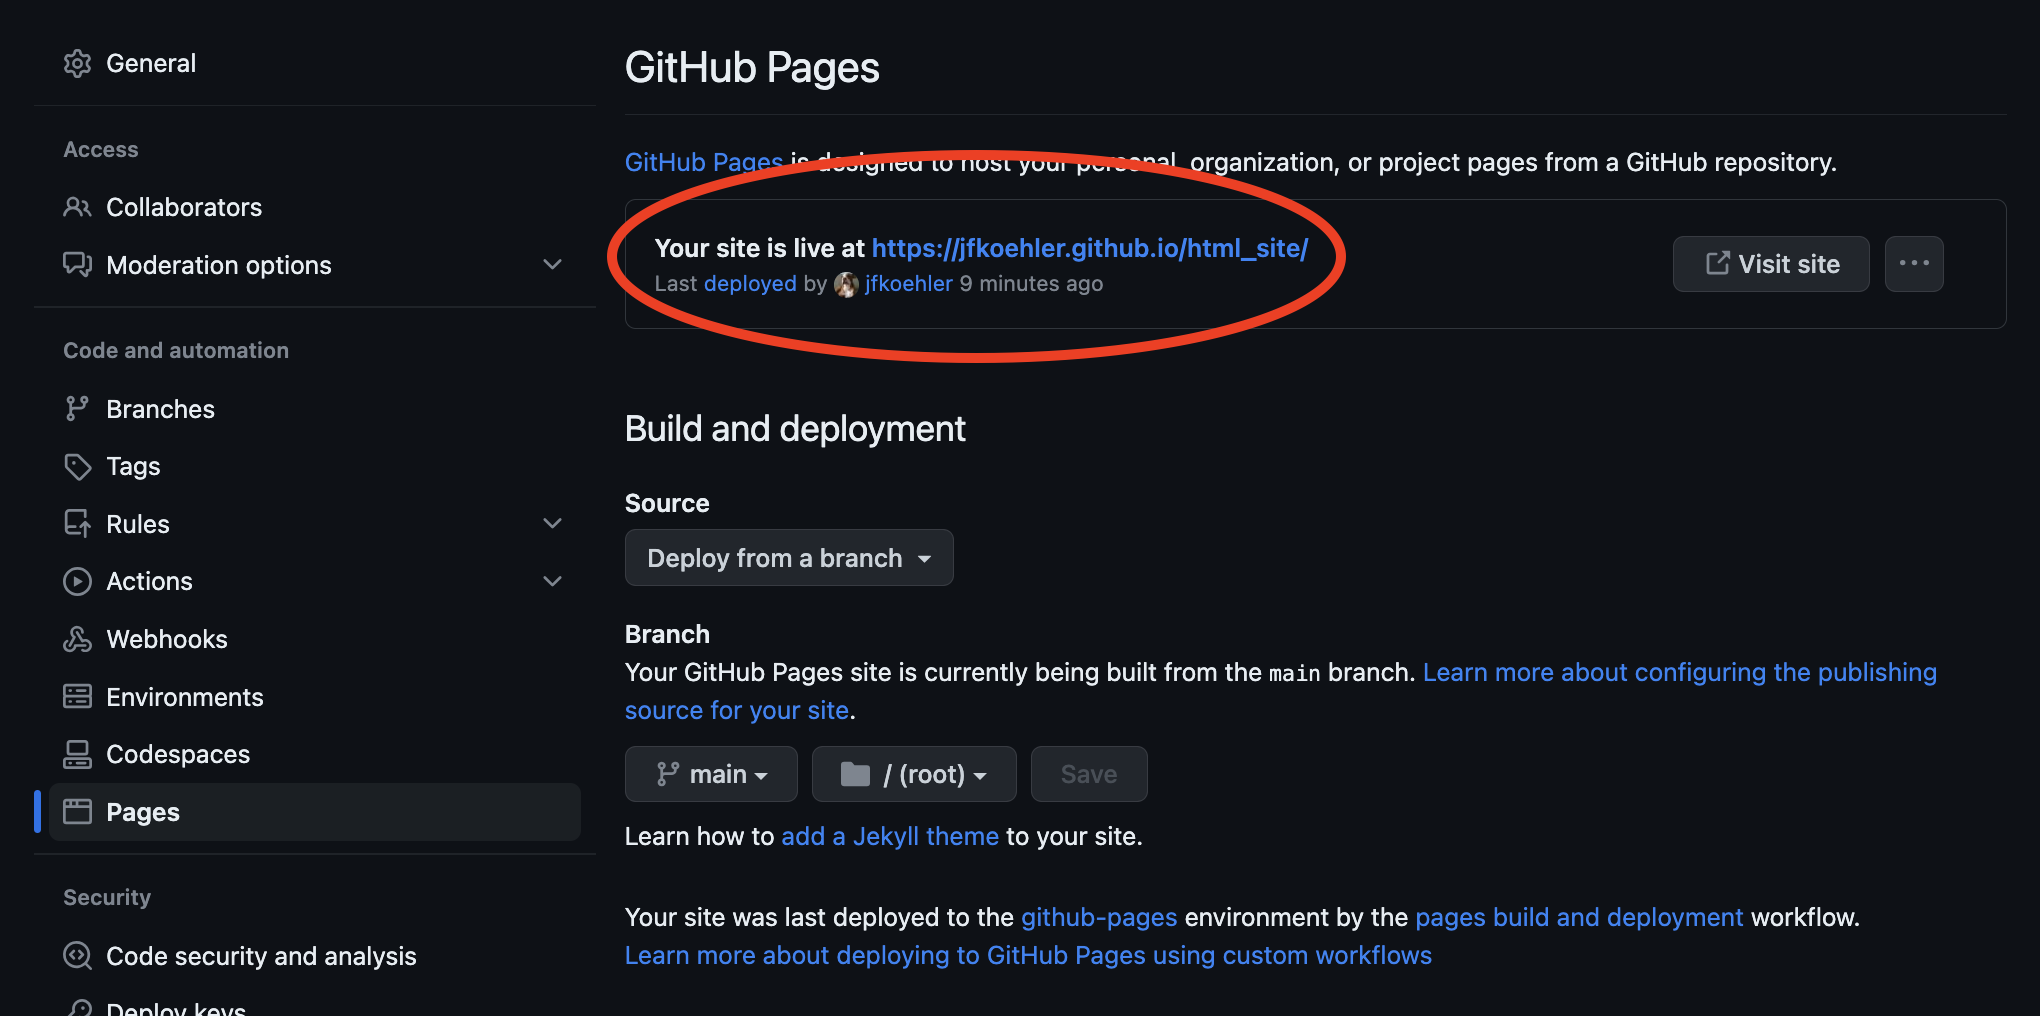 General
Access
Collaborators
Moderation options
Code and automation
Branches
Tags
Rules
Actions
Webhooks
Environments
Codespaces
Pages
Security
Code security and analysis
Deploy keys
GitHub Pages
GitHub Pages is designed to host your personal, organization, or project pages from a GitHub repository.
Your site is live at https://jfkoehler.github.io/html_site/
Last deployed by jfkoehler 9 minutes ago
Visit site
Build and deployment
Source
Deploy from a branch
Branch
Your GitHub Pages site is currently being built from the main branch. Learn more about configuring the publishing
source for your site.
main
/ (root)
Save
Learn how to add a Jekyll theme to your site.
Your site was last deployed to the github-pages environment by the pages build and deployment workflow.
Learn more about deploying to GitHub Pages using custom workflows